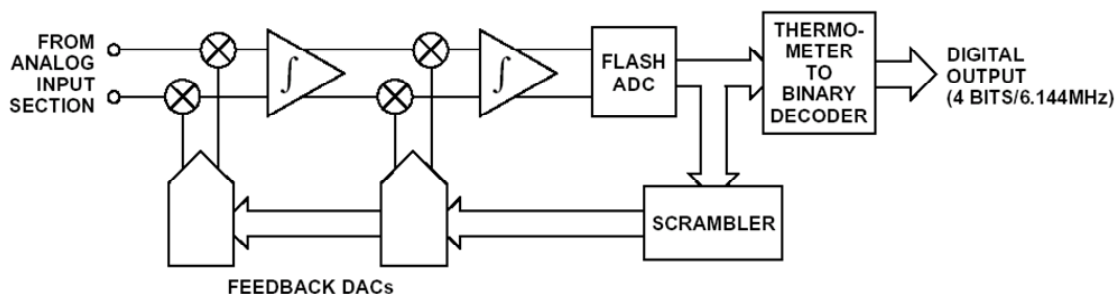 FROM
ANALOG
INPUT
SECTION
∫
∫
FLASH
ADC
THERMO-
METER
TO
BINARY
DECODER
DIGITAL
OUTPUT
(4 BITS/6.144MHz)
SCRAMBLER
FEEDBACK DACs